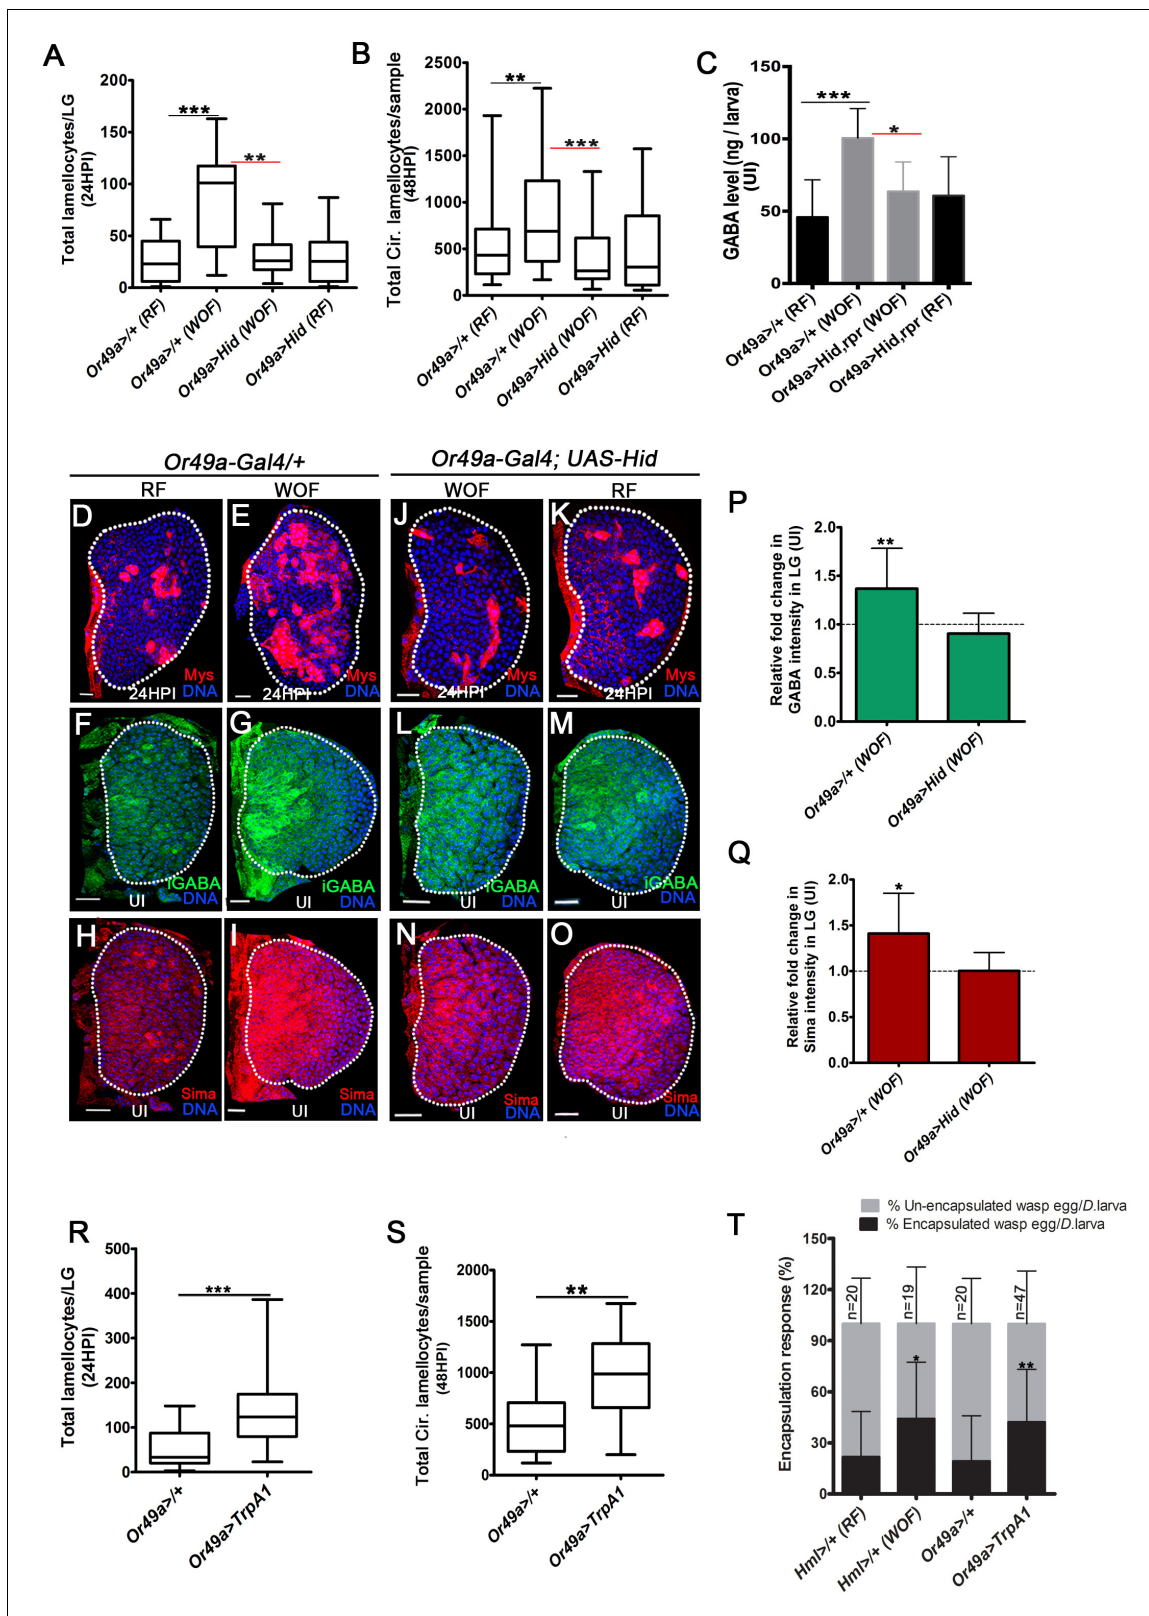 A
Total lamellocytes/LG
(24HPI)
200
150
100
50
0
***
**
Or49a>/+ (RF)
Or49a>/+ (WOF)
Or49a>Hid (WOF)
Or49a>Hid (RF)
B
Total Cir. lamellocytes/sample
(48HPI)
2500
2000
1500
1000
500
0
**
***
Or49a>/+ (RF)
Or49a>/+ (WOF)
Or49a>Hid (WOF)
Or49a>Hid (RF)
C
GABA level (ng / larva)
(UI)
150
100
50
0
***
*
Or49a>/+ (RF)
Or49a>/+ (WOF)
Or49a>Hid,rpr (WOF)
Or49a>Hid,rpr (RF)
Or49a-Gal4/+
Or49a-Gal4; UAS-Hid
RF
WOF
WOF
RF
D
Mys
24HPI DNA
E
Mys
24HPI DNA
J
Mys
24HPI DNA
K
Mys
24HPI DNA
F
iGABA
UI DNA
G
iGABA
UI DNA
L
iGABA
UI DNA
M
iGABA
UI DNA
H
Sima
UI DNA
I
Sima
UI DNA
N
Sima
UI DNA
O
Sima
UI DNA
P
Relative fold change in
GABA intensity in LG (UI)
2.0
1.5
1.0
0.5
0.0
**
Or49a>/+ (WOF)
Or49a>Hid (WOF)
Q
Relative fold change in
Sima intensity in LG (UI)
2.0
1.5
1.0
0.5
0.0
*
Or49a>/+ (WOF)
Or49a>Hid (WOF)
R
Total lamellocytes/LG
(24HPI)
500
400
300
200
100
0
***
Or49a>/+
Or49a>TrpA1
S
Total Cir. lamellocytes/sample
(48HPI)
2000
1500
1000
500
0
**
Or49a>/+
Or49a>TrpA1
T
% Un-encapsulated wasp egg/D.larva
% Encapsulated wasp egg/D.larva
Encapsulation response (%)
150
120
90
60
30
0
n=20
n=19
n=20
n=47
*
**
Hml>/+ (RF)
Hml>/+ (WOF)
Or49a>/+
Or49a>TrpA1